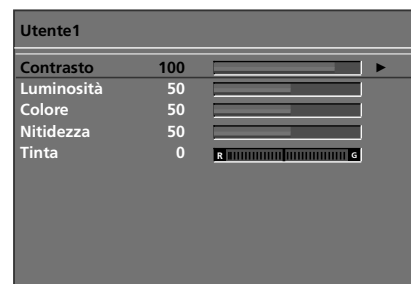 Utente1
Contrasto 100
Luminosità 50
Colore 50
Nitidezza 50
Tinta 0 R G